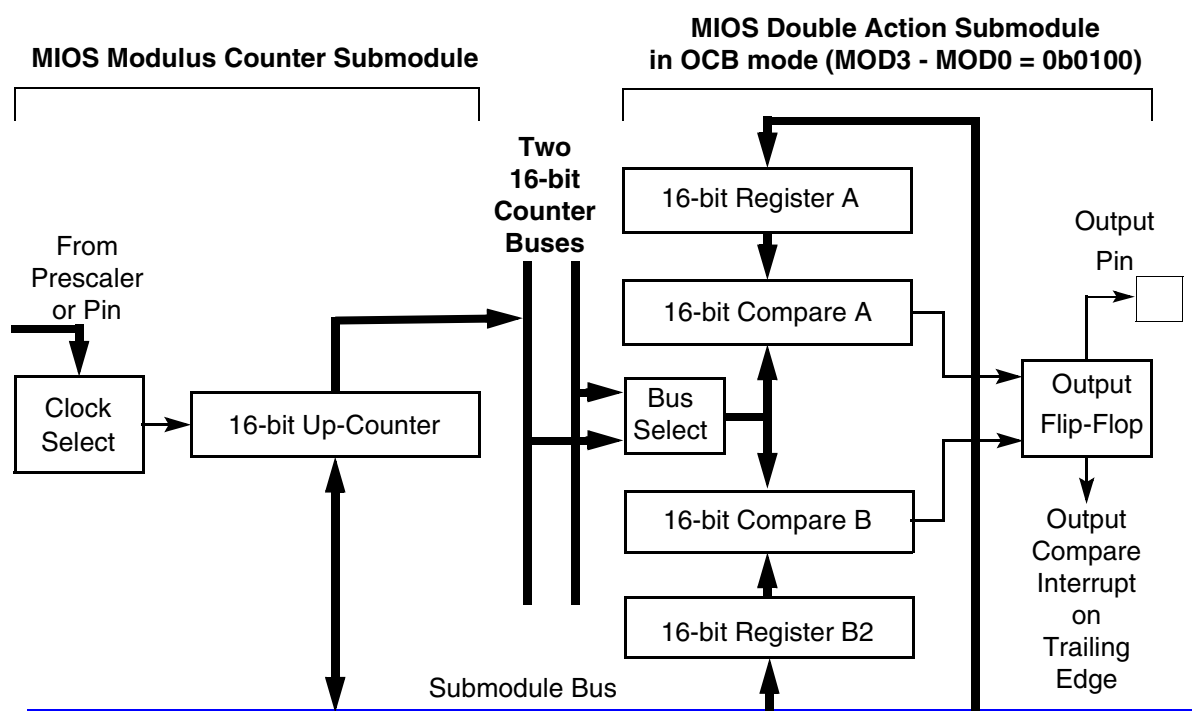 MIOS Modulus Counter Submodule
MIOS Double Action Submodule
in OCB mode (MOD3 - MOD0 = 0b0100)
Two
16-bit
Counter
Buses
From
Prescaler
or Pin
Clock
Select
16-bit Up-Counter
16-bit Register A
16-bit Compare A
Bus
Select
16-bit Compare B
16-bit Register B2
Output
Pin
Output
Flip-Flop
Output
Compare
Interrupt
on
Trailing
Edge
Submodule Bus